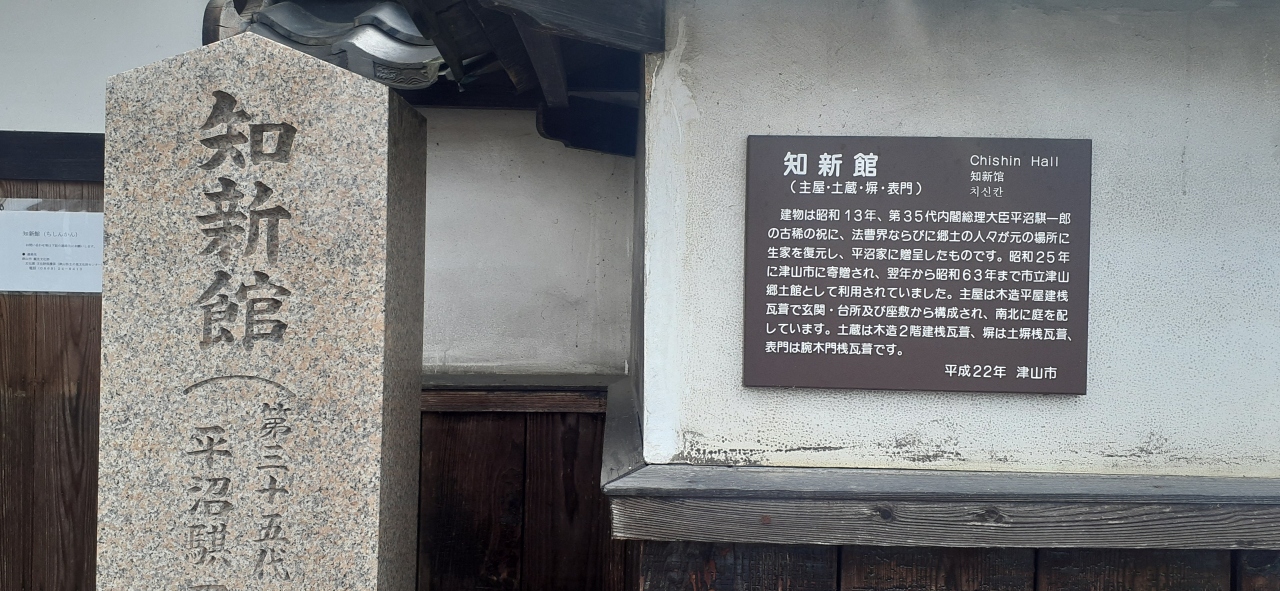 知新館
(第三十五代
平沼騏一
知新館
Chishin Hall
知新馆
치신칸
(主屋・土蔵・塀・表門)
建物は昭和13年、第35代内閣総理大臣平沼騏一郎
の古稀の祝に、法曹界ならびに郷土の人々が元の場所に
生家を復元し、平沼家に贈呈したものです。昭和25年
に津山市に寄贈され、翌年から昭和63年まで市立津山
郷土館として利用されていました。主屋は木造平屋建桟
瓦葺で玄関・台所及び座敷から構成され、南北に庭を配
しています。土蔵は木造2階建桟瓦葺、塀は土塀桟瓦葺、
表門は腕木門桟瓦葺です。
平成22年 津山市
知新館(ちしんかん)